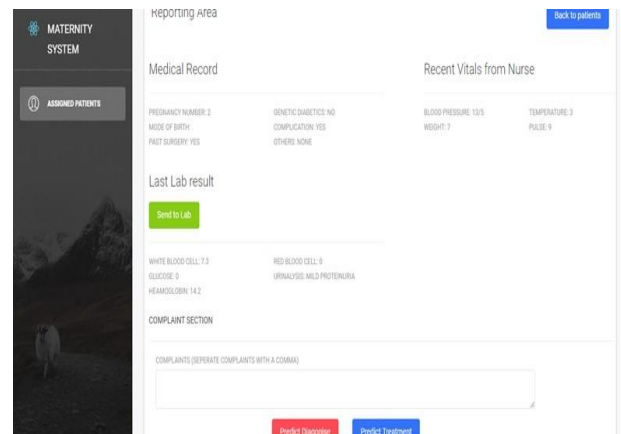 MATERNITY
SYSTEM
ASSIGNED PATIENTS
Reporting Area
Back to patients
Medical Record
PREGNANCY NUMBER: 2
GENETIC DIABETICS: NO
MODE OF BIRTH:
COMPLICATION: YES
PAST SURGERY: YES
OTHERS: NONE
Recent Vitals from Nurse
BLOOD PRESSURE: 13/5
TEMPERATURE: 3
WEIGHT: 7
PULSE: 9
Last Lab result
Send to Lab
WHITE BLOOD CELL: 7.3
RED BLOOD CELL: 0
GLUCOSE: 0
URINALYSIS: MILD PROTEINURIA
HEAMOGLOBIN: 14.2
COMPLAINT SECTION
COMPLAINTS (SEPERATE COMPLAINTS WITH A COMMA)
Predict Diagnoise
Predict Treatment